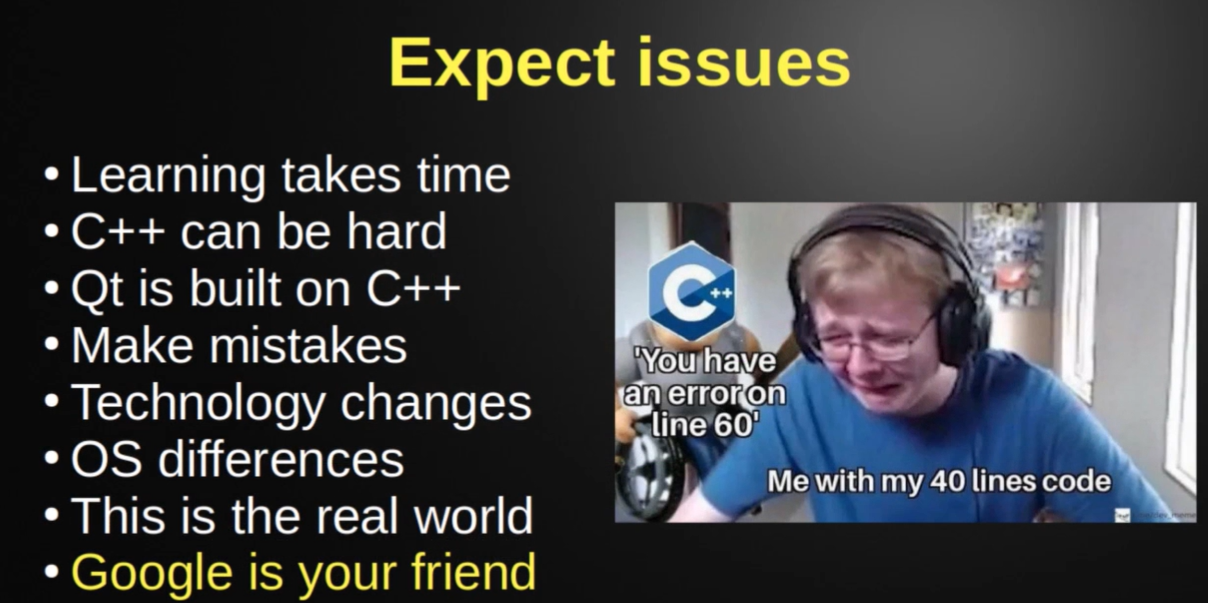 Expect issues
• Learning takes time
• C++ can be hard
• Qt is built on C++
• Make mistakes
• Technology changes
• OS differences
• This is the real world
• Google is your friend
C++
'You have
an error on
line 60'
Me with my 40 lines code